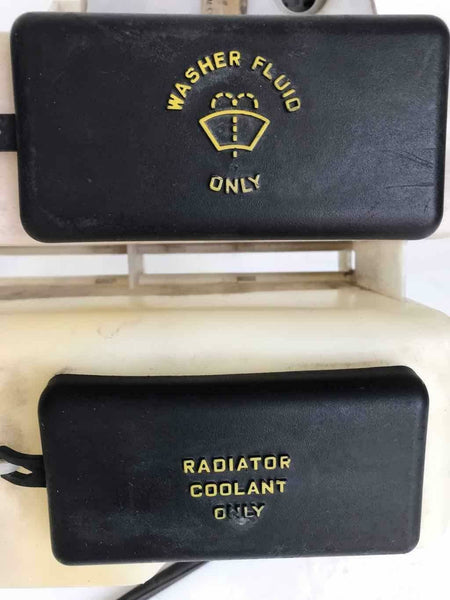 WASHER FLUID
ONLY
RADIATOR
COOLANT
ONLY